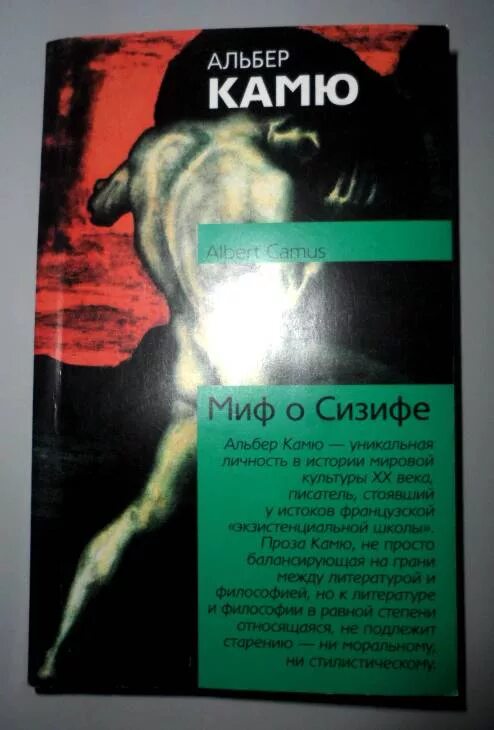 АЛЬБЕР
КАМЮ
Albert Camus
Миф о Сизифе
Альбер Камю — уникальная
личность в истории мировой
культуры XX века,
писатель, стоявший
у истоков французской
«экзистенциальной школы».
Проза Камю, не просто
балансирующая на грани
между литературой и
философией, но к литературе
и философии в равной степени
относящаяся, не подлежит
старению — ни моральному,
ни стилистическому.